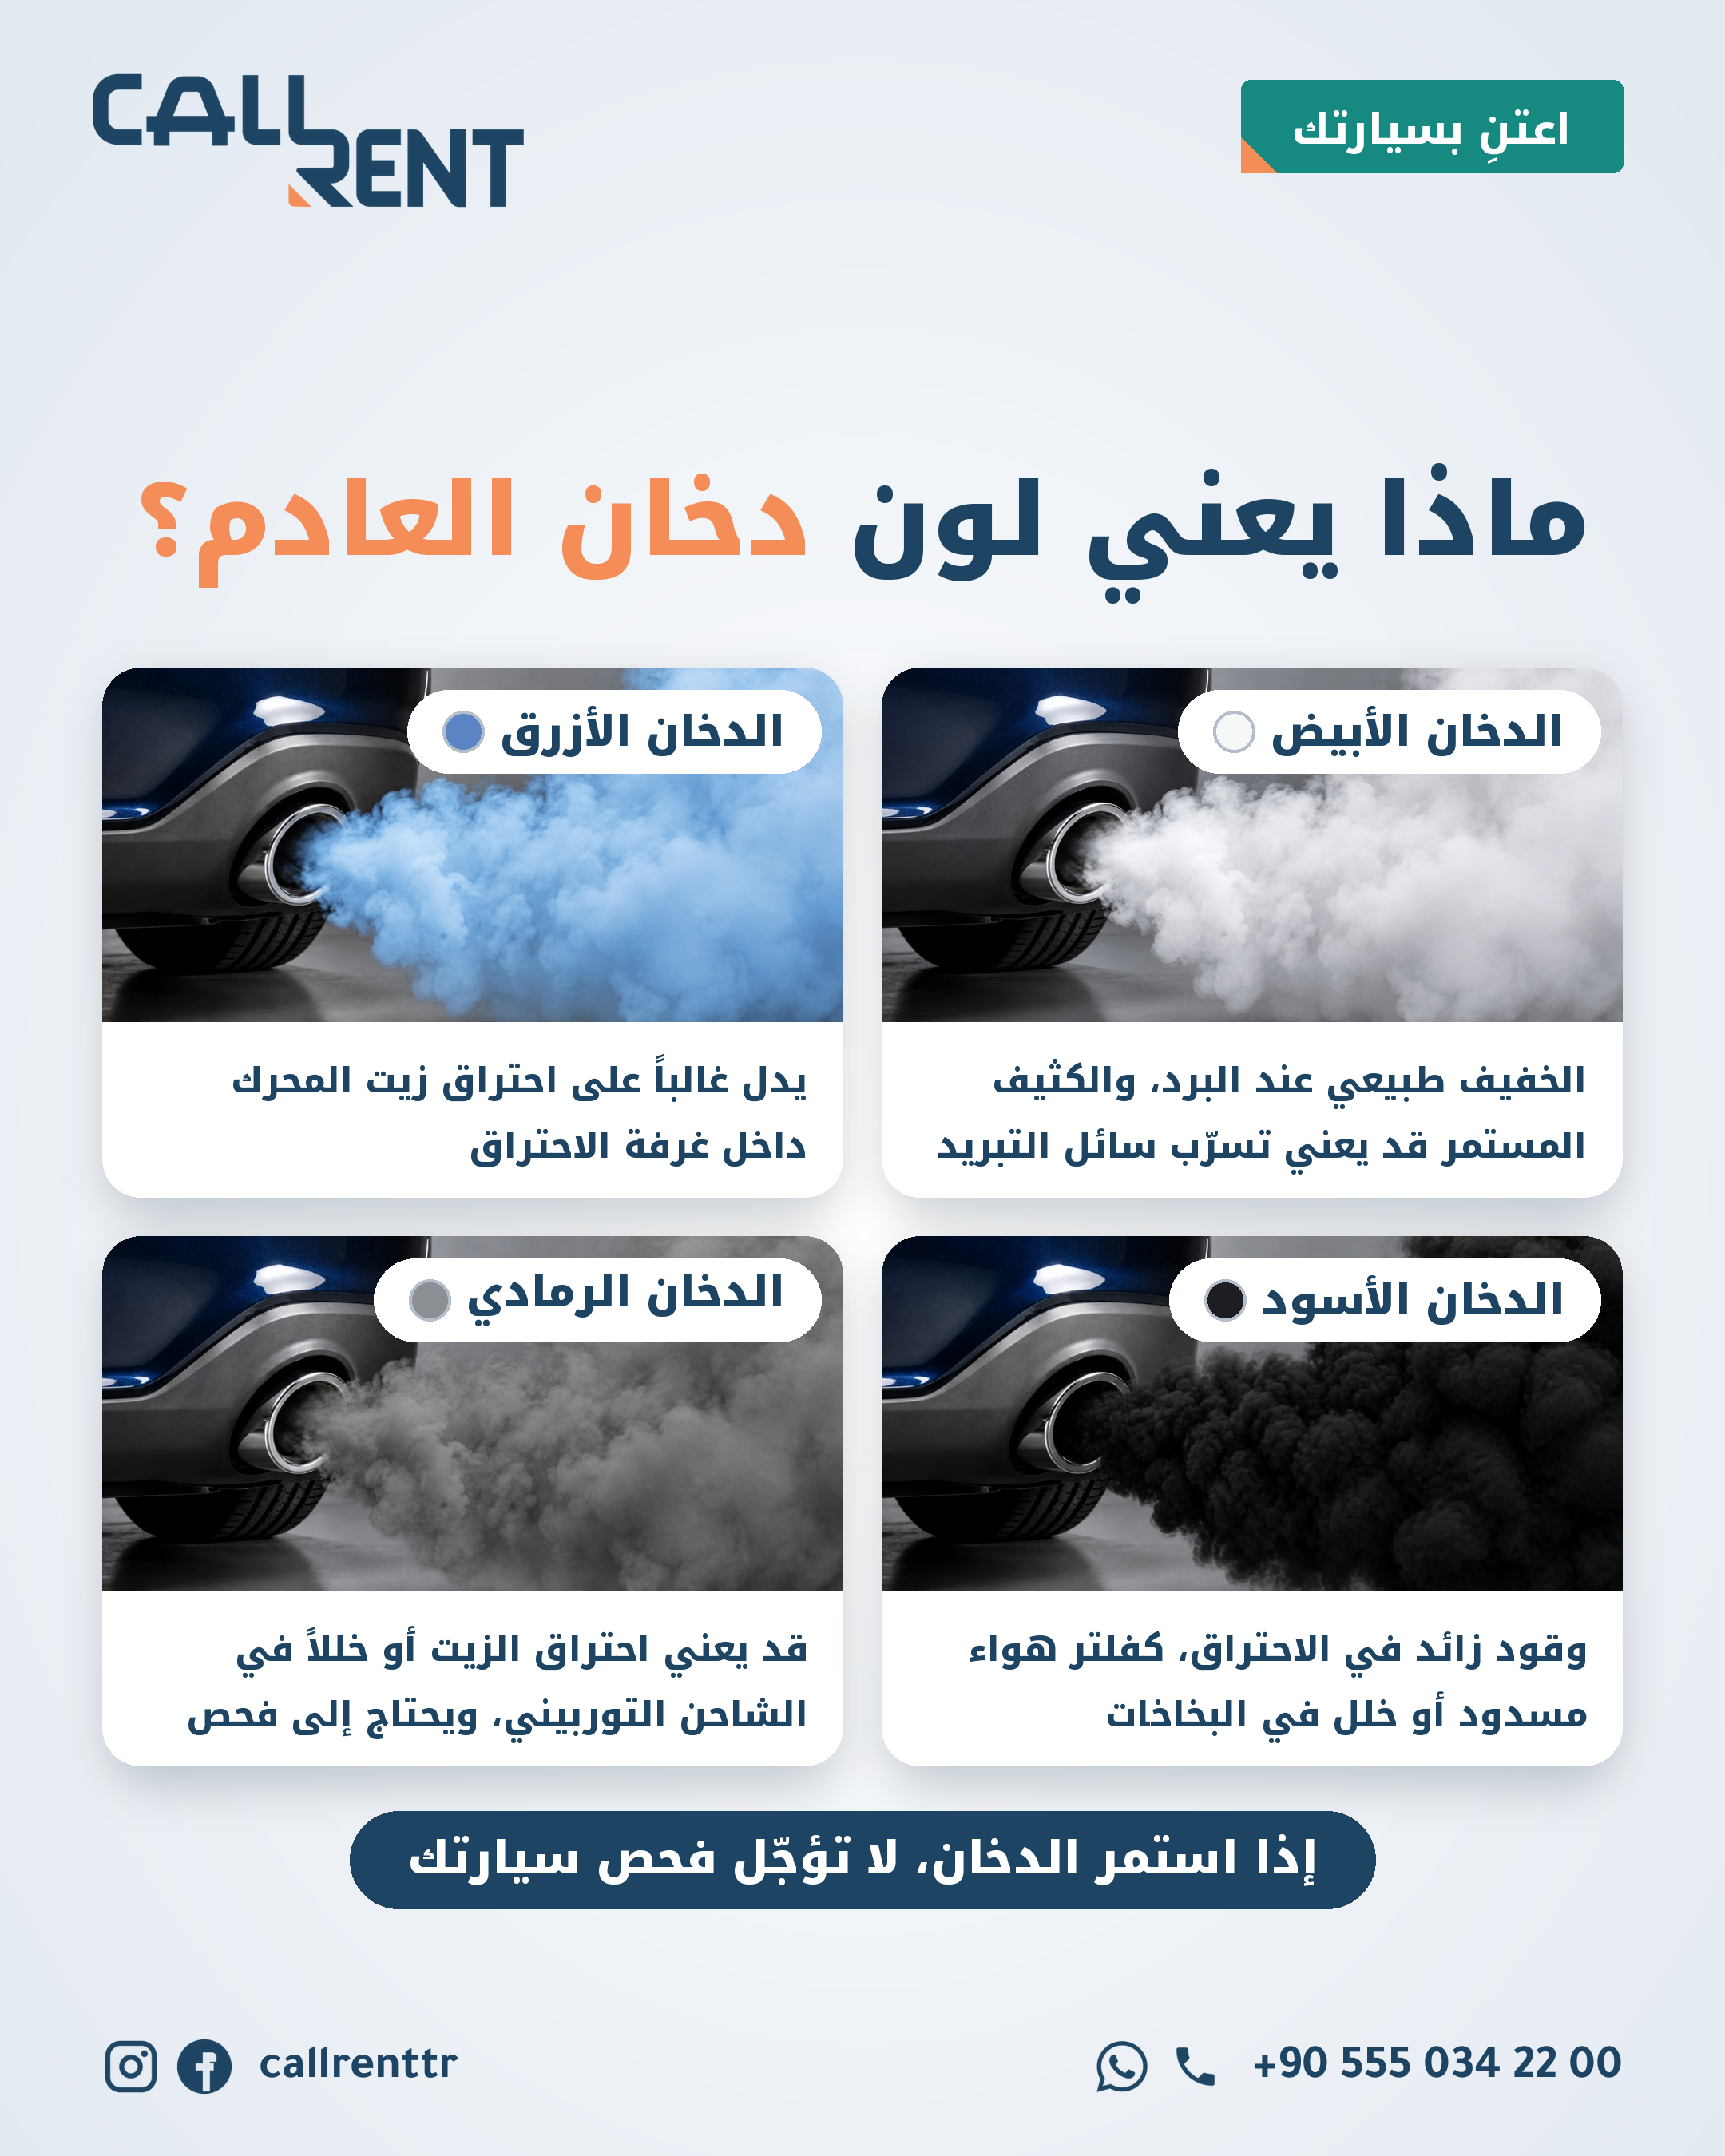 CALL RENT
اعتنِ بسيارتك
ماذا يعني لون دخان العادم؟
الدخان الأبيض
الخفيف طبيعي عند البرد، والكثيف
المستمر قد يعني تسرّب سائل التبريد
الدخان الأزرق
يدل غالباً على احتراق زيت المحرك
داخل غرفة الاحتراق
الدخان الأسود
وقود زائد في الاحتراق، كفلتر هواء
مسدود أو خلل في البخاخات
الدخان الرمادي
قد يعني احتراق الزيت أو خللاً في
الشاحن التوربيني، ويحتاج إلى فحص
إذا استمر الدخان، لا تؤجّل فحص سيارتك
callrenttr
+90 555 034 22 00